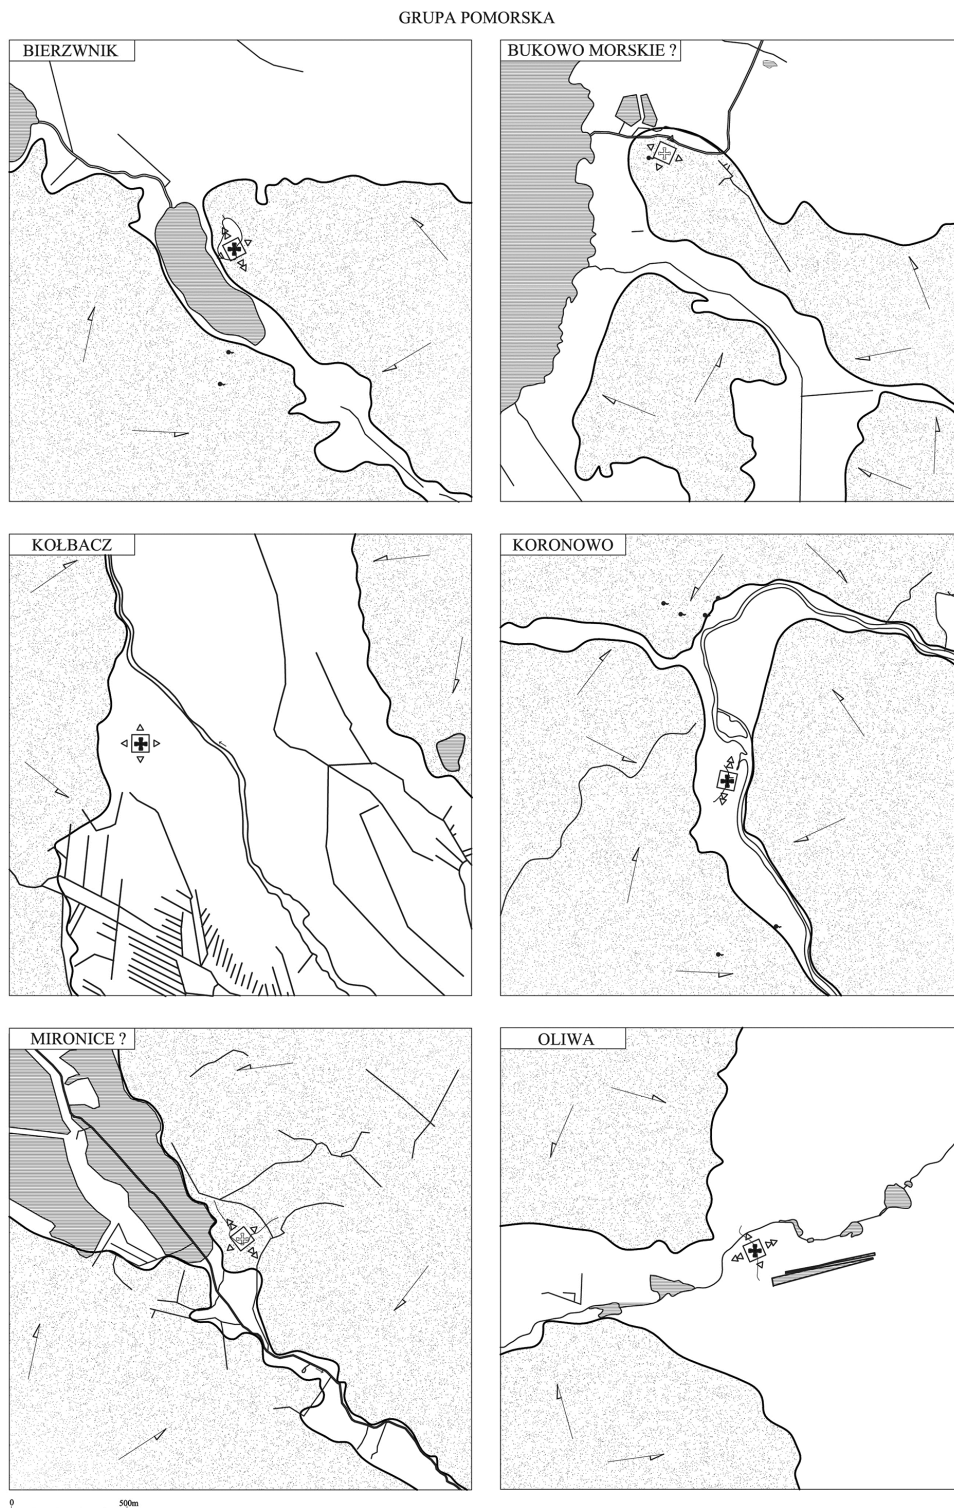 GRUPA POMORSKA
BIERZWNIK
BUKOWO MORSKIE ?
KOŁBACZ
KORONOWO
MIRONICE ?
OLIWA
0 500m